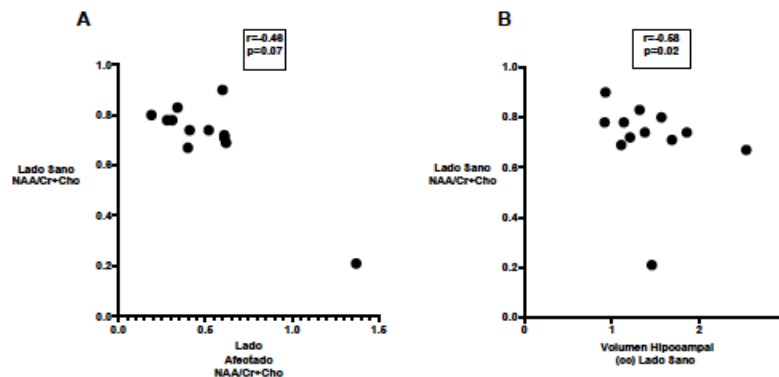 A
r=-0.46
p=0.07
1.0
0.8
0.6
0.4
0.2
0.0
Lado Sano
NAA/Cr+Cho
0.0
0.5
1.0
1.5
Lado
Afectado
NAA/Cr+Cho
B
r=-0.58
p=0.02
1.0
0.8
0.6
0.4
0.2
0.0
Lado Sano
NAA/Cr+Cho
0
1
2
Volumen Hipocampal
(cc) Lado Sano